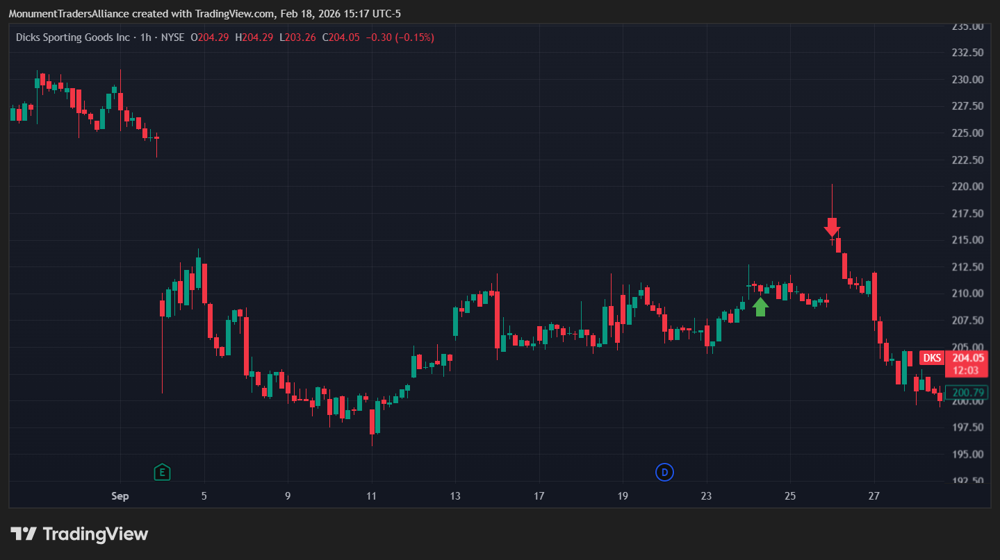 MonumentTradersAlliance created with TradingView.com, Feb 18, 2026 15:17 UTC-5
Dicks Sporting Goods Inc · 1h · NYSE O204.29 H204.29 L203.26 C204.05 −0.30 (−0.15%)
235.00
232.50
230.00
227.50
225.00
222.50
220.00
217.50
215.00
212.50
210.00
207.50
205.00
DKS 204.05
12:03
200.79
200.00
197.50
195.00
192.50
E
D
Sep 5 9 11 13 17 19 23 25 27
TradingView